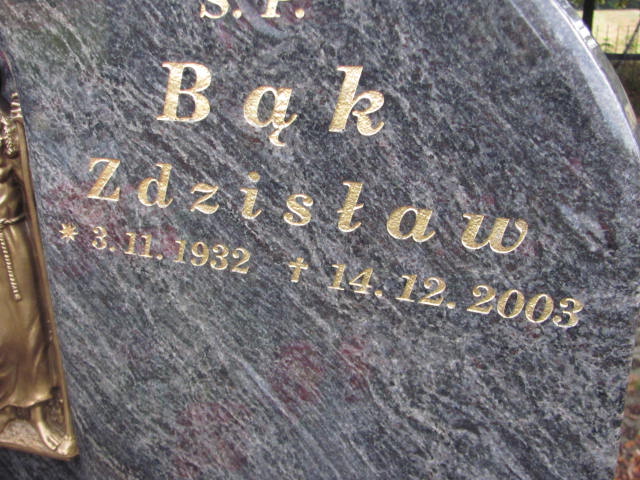 Ś. P.
Bąk
Zdzisław
* 3. 11. 1932 † 14. 12. 2003